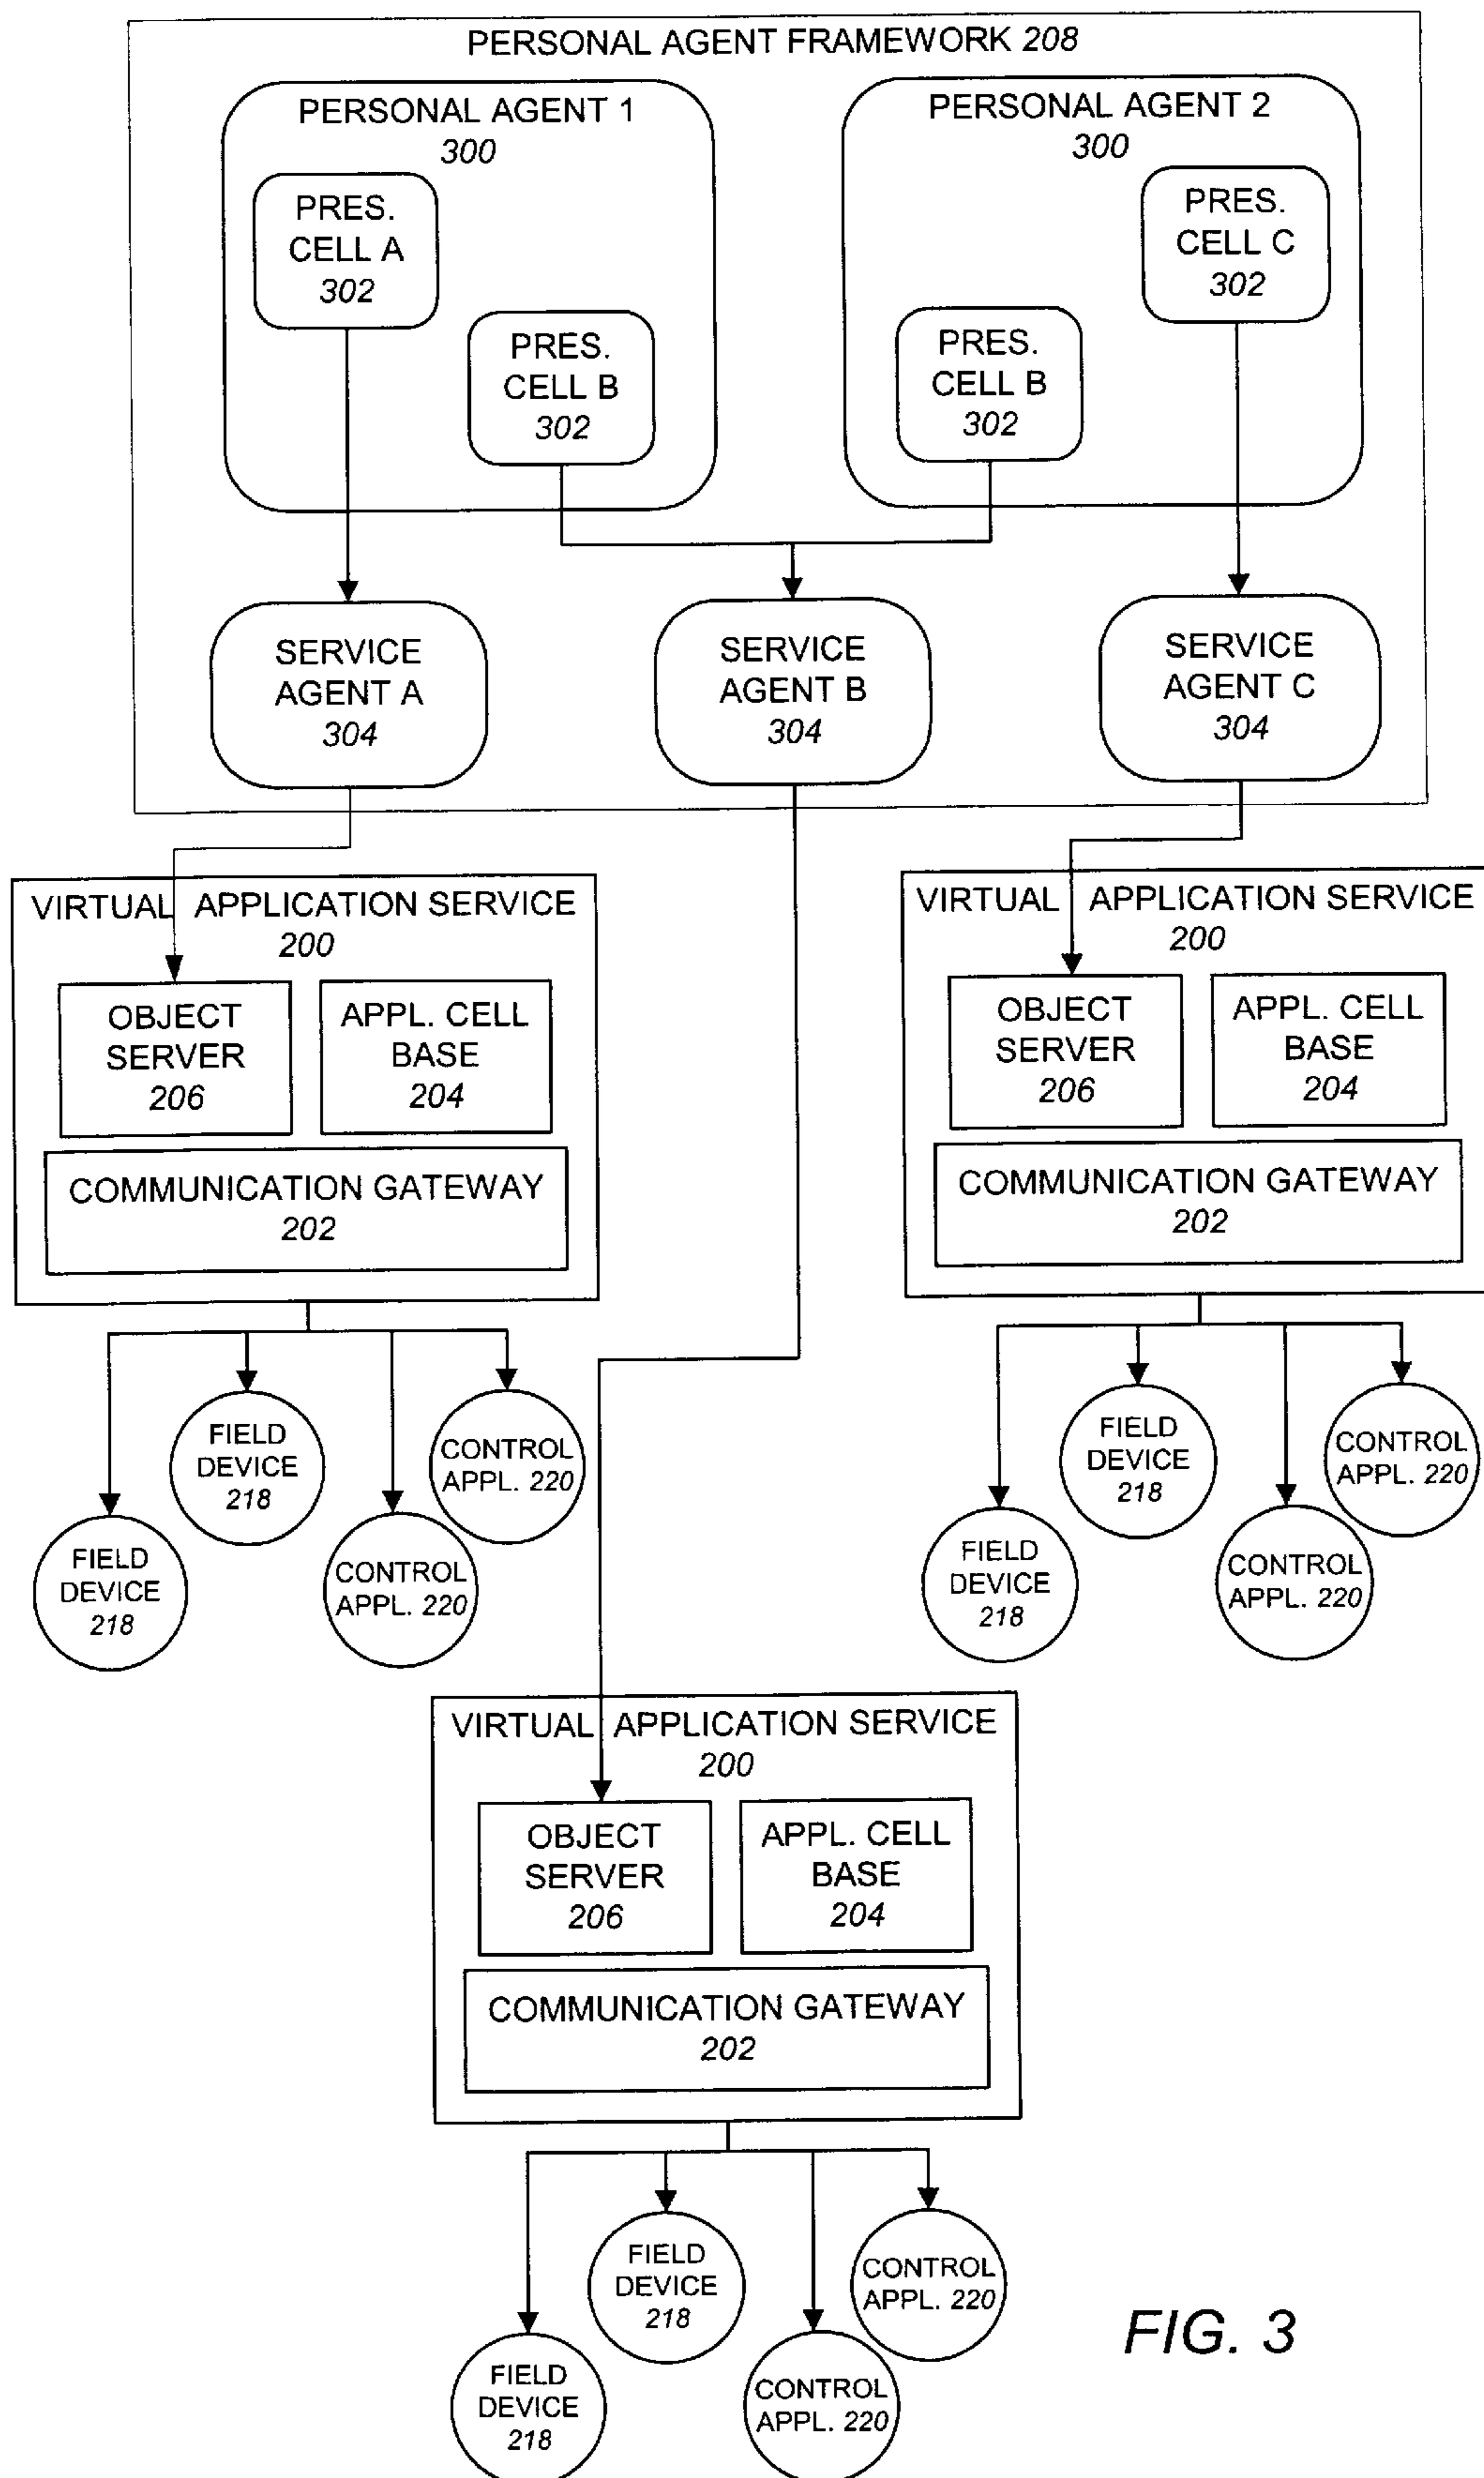 PERSONAL AGENT FRAMEWORK 208
PERSONAL AGENT 1
300
PRES.
CELL A
302
PRES.
CELL B
302
PERSONAL AGENT 2
300
PRES.
CELL C
302
PRES.
CELL B
302
SERVICE
AGENT A
304
SERVICE
AGENT B
304
SERVICE
AGENT C
304
VIRTUAL APPLICATION SERVICE
200
OBJECT
SERVER
206
APPL. CELL
BASE
204
COMMUNICATION GATEWAY
202
FIELD
DEVICE
218
FIELD
DEVICE
218
CONTROL
APPL. 220
CONTROL
APPL. 220
VIRTUAL APPLICATION SERVICE
200
OBJECT
SERVER
206
APPL. CELL
BASE
204
COMMUNICATION GATEWAY
202
FIELD
DEVICE
218
FIELD
DEVICE
218
CONTROL
APPL. 220
CONTROL
APPL. 220
VIRTUAL APPLICATION SERVICE
200
OBJECT
SERVER
206
APPL. CELL
BASE
204
COMMUNICATION GATEWAY
202
FIELD
DEVICE
218
FIELD
DEVICE
218
CONTROL
APPL. 220
CONTROL
APPL. 220
FIG. 3